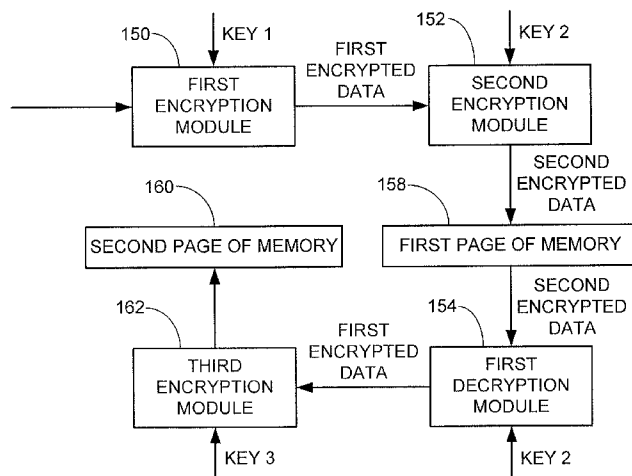 150
KEY 1
FIRST
ENCRYPTION
MODULE
FIRST
ENCRYPTED
DATA
152
KEY 2
SECOND
ENCRYPTION
MODULE
SECOND
ENCRYPTED
DATA
160
SECOND PAGE OF MEMORY
158
FIRST PAGE OF MEMORY
SECOND
ENCRYPTED
DATA
162
THIRD
ENCRYPTION
MODULE
FIRST
ENCRYPTED
DATA
154
FIRST
DECRYPTION
MODULE
KEY 3
KEY 2